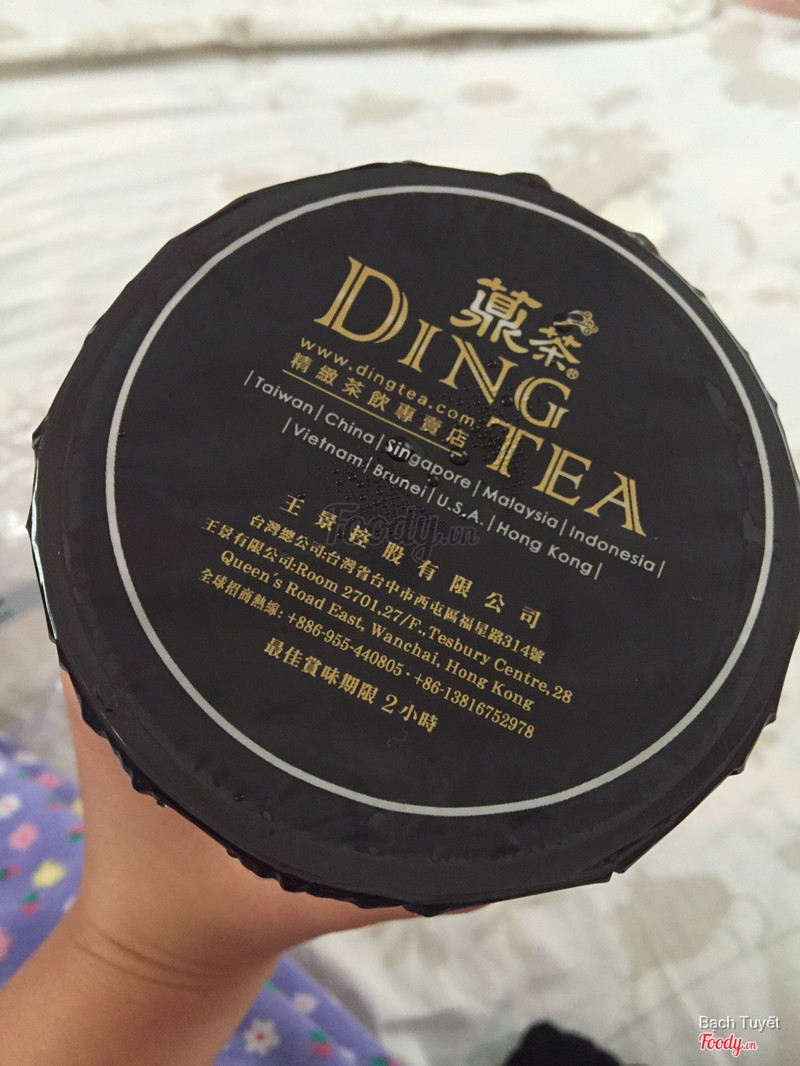 薡茶®
DING TEA
www.dingtea.com
精緻茶飲專賣店
|Taiwan|China|Singapore|Malaysia|Indonesia|
|Vietnam|Brunei|U.S.A.|Hong Kong|
王景控股有限公司
台灣總公司:台灣省台中市西屯區福星路314號
王景有限公司:Room 2701,27/F., Tesbury Centre, 28
Queen's Road East, Wanchai, Hong Kong
全球招商熱線: +886-955-440805 · +86-13816752978
最佳賞味期限 2 小時
Foody.vn
Bạch Tuyết
Foody.vn